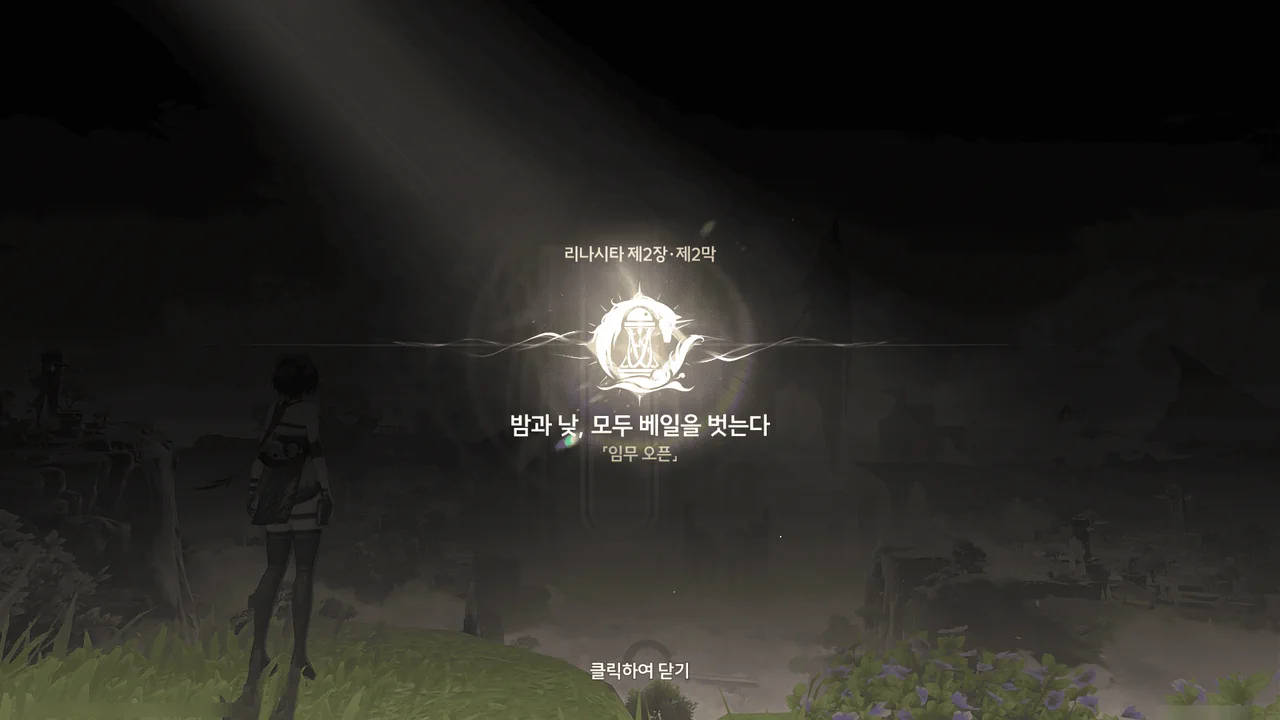 리나시타 제2장·제2막
밤과 낮, 모두 베일을 벗는다
「임무 오픈」
클릭하여 닫기